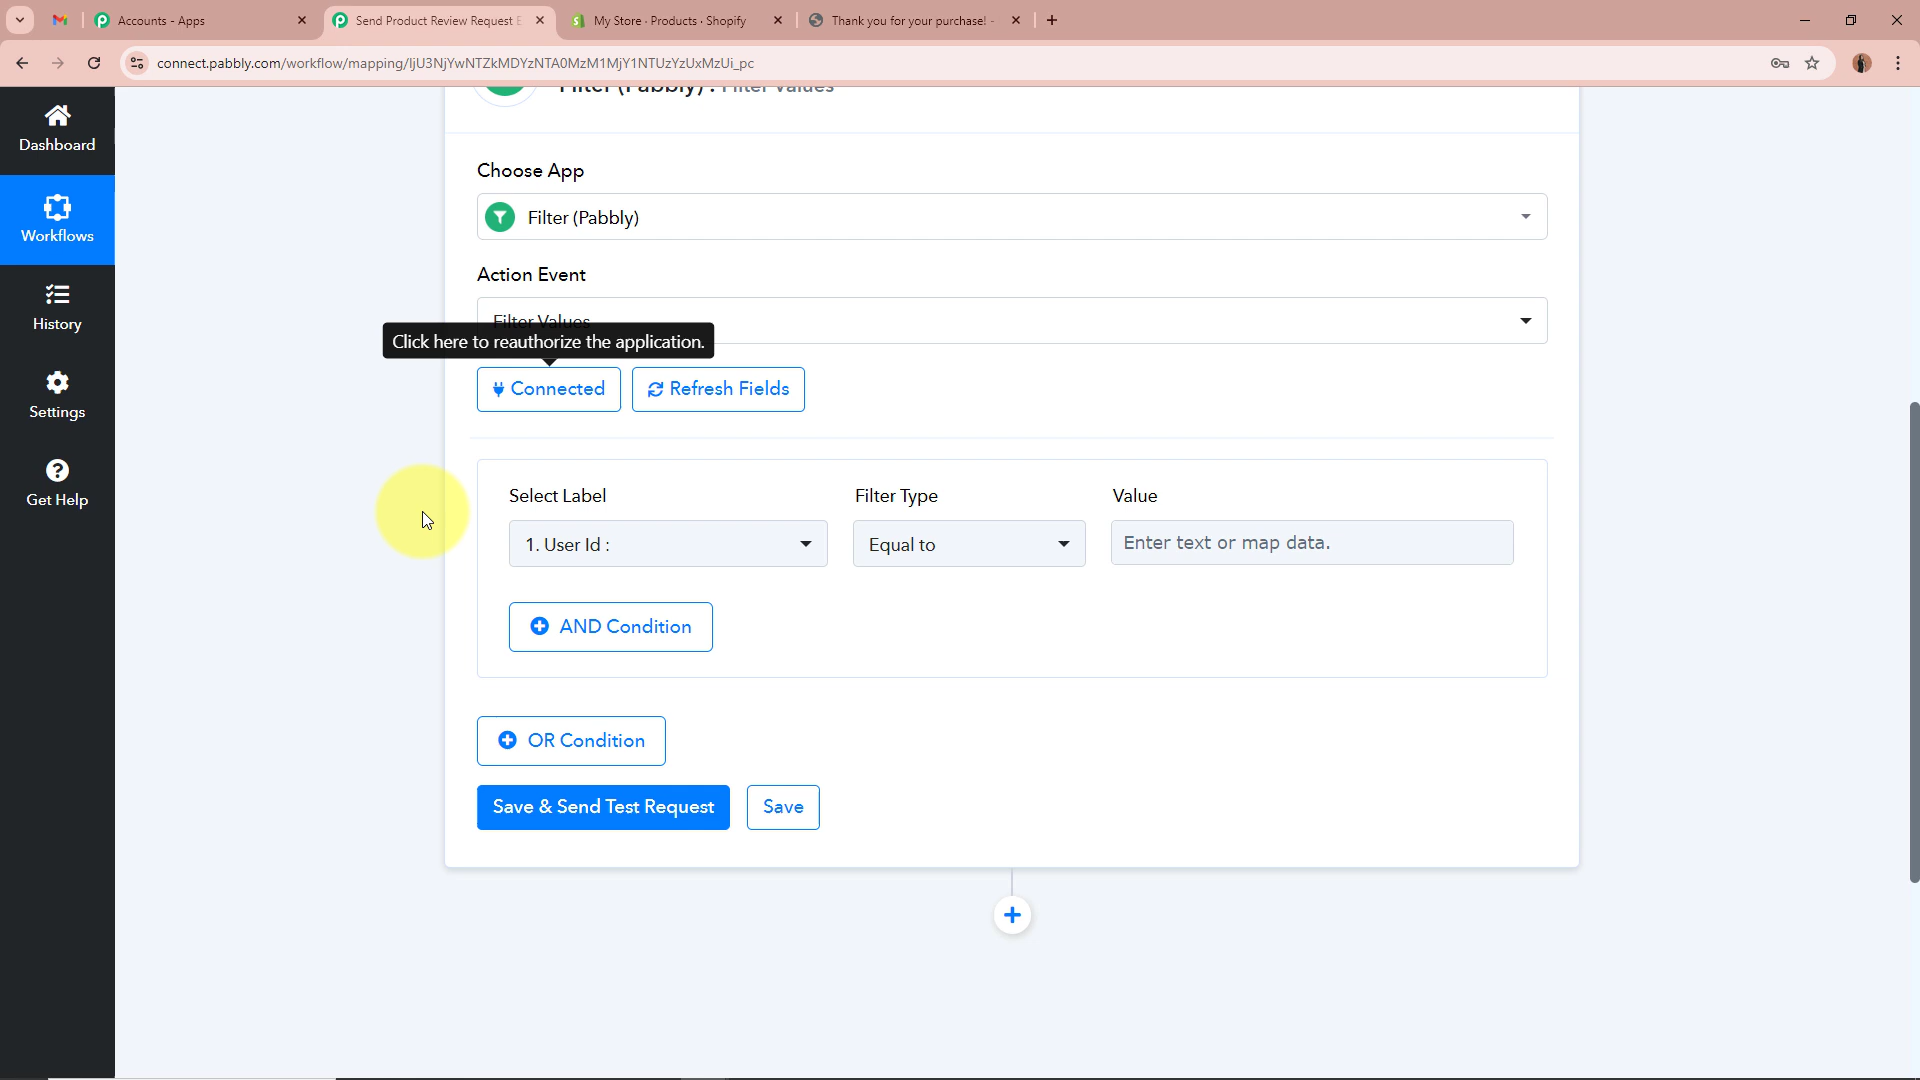 Accounts - Apps
Send Product Review Request E
My Store · Products · Shopify
Thank you for your purchase! -
connect.pabbly.com/workflow/mapping/IjU3NjYwNTZkMDYzNTA0MzM1MjY1NTUzYzUxMzUi_pc
Filter (Pabbly) : Filter Values
Dashboard
Workflows
History
Settings
Get Help
Choose App
Filter (Pabbly)
Action Event
Filter Values
Click here to reauthorize the application.
Connected
Refresh Fields
Select Label
Filter Type
Value
1. User Id :
Equal to
Enter text or map data.
AND Condition
OR Condition
Save & Send Test Request
Save